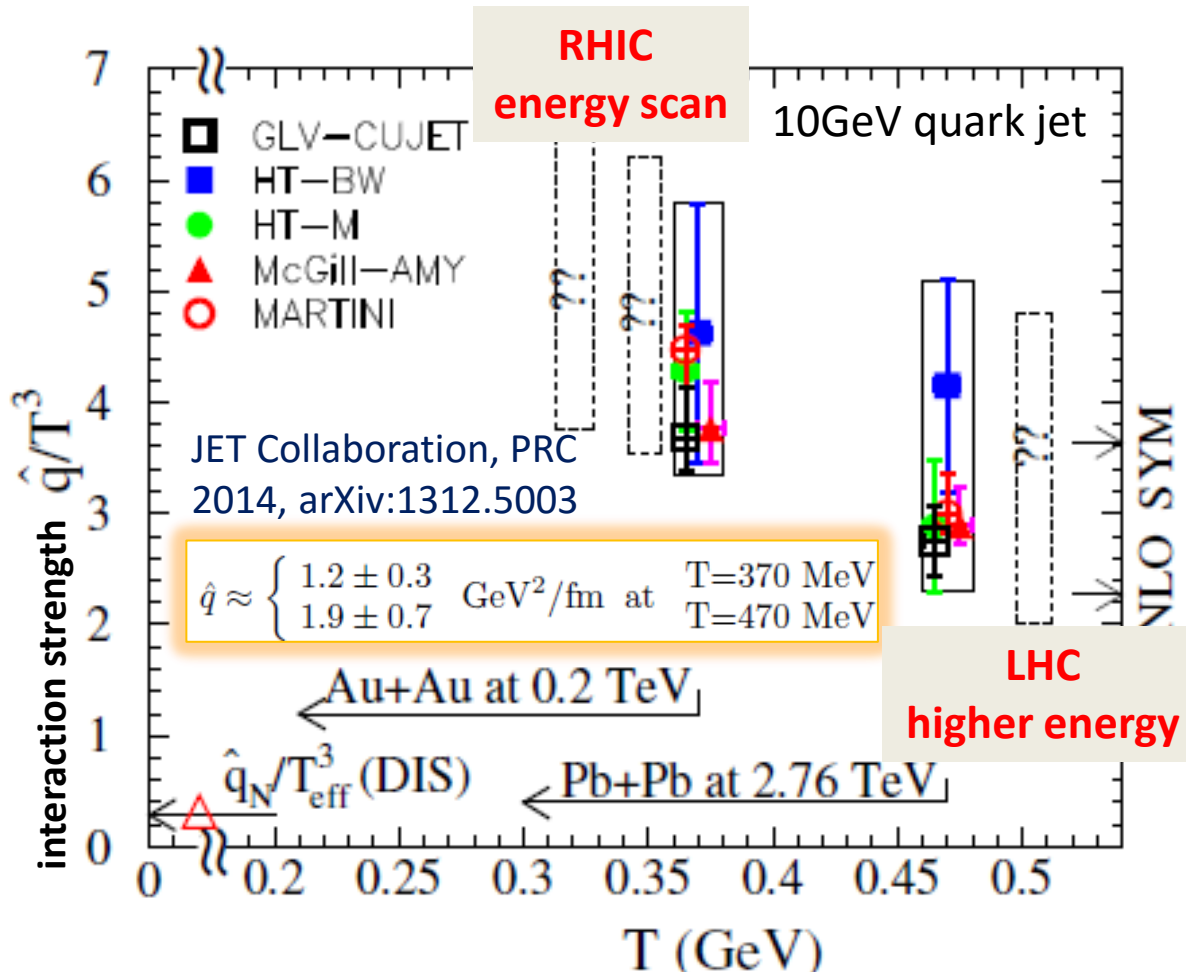 RHIC
energy scan
10GeV quark jet
7
6
5
4
3
2
1
0
GLV-CUJET
HT-BW
HT-M
McGill-AMY
MARTINI
??
??
??
q̂/T³
interaction strength
JET Collaboration, PRC
2014, arXiv:1312.5003
q̂ ≈ { 1.2 ± 0.3 GeV²/fm at T=370 MeV
1.9 ± 0.7 T=470 MeV
NLO SYM
LHC
higher energy
Au+Au at 0.2 TeV
q̂_N/T³_eff (DIS)
Pb+Pb at 2.76 TeV
0 0.2 0.25 0.3 0.35 0.4 0.45 0.5
T (GeV)